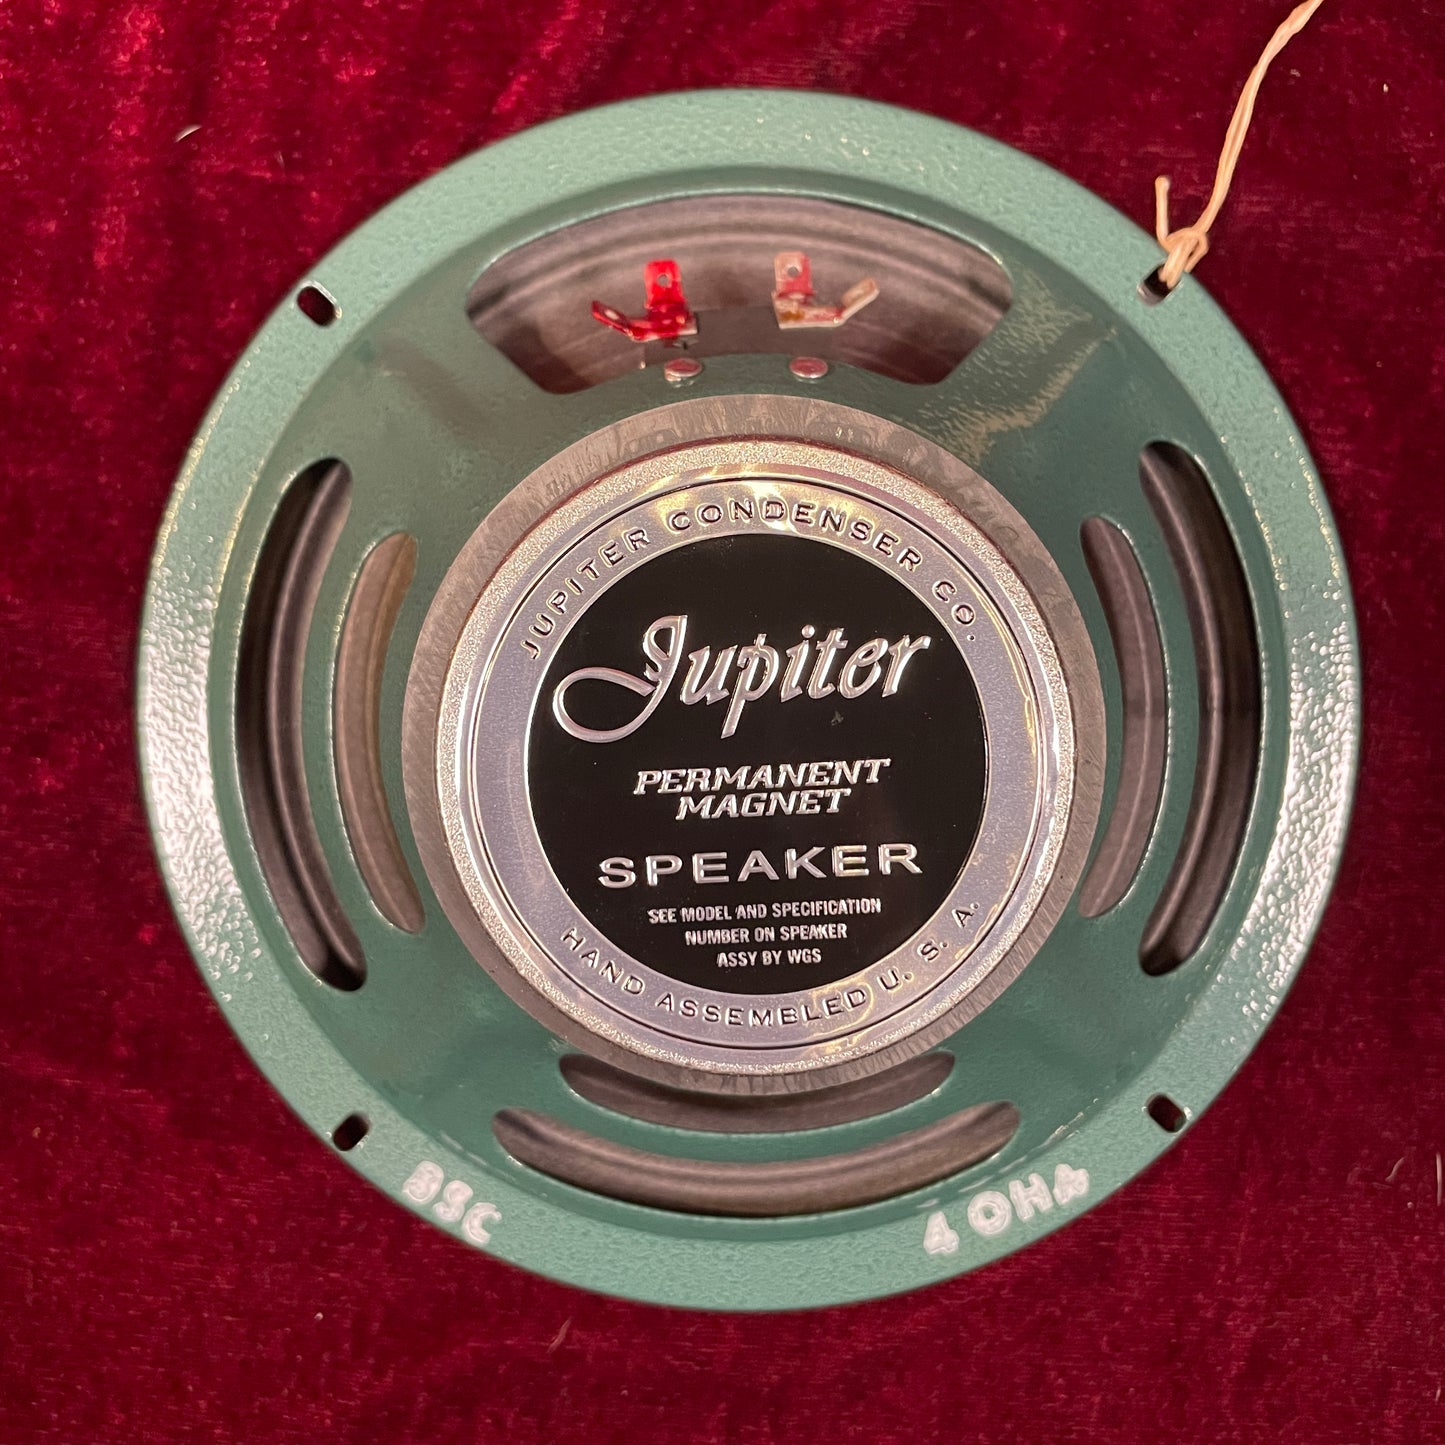 JUPITER CONDENSER CO.
Jupiter
PERMANENT
MAGNET
SPEAKER
SEE MODEL AND SPECIFICATION
NUMBER ON SPEAKER
ASSY BY WGS
HAND ASSEMBLED U. S. A.
4 OHM